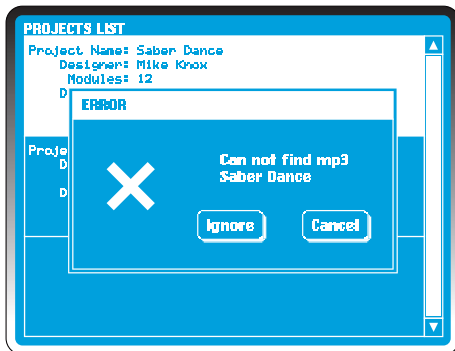 PROJECTS LIST
Project Name: Saber Dance
Designer: Mike Knox
Modules: 12
D
ERROR
Proje
D
D
Can not find mp3
Saber Dance
Ignore
Cancel